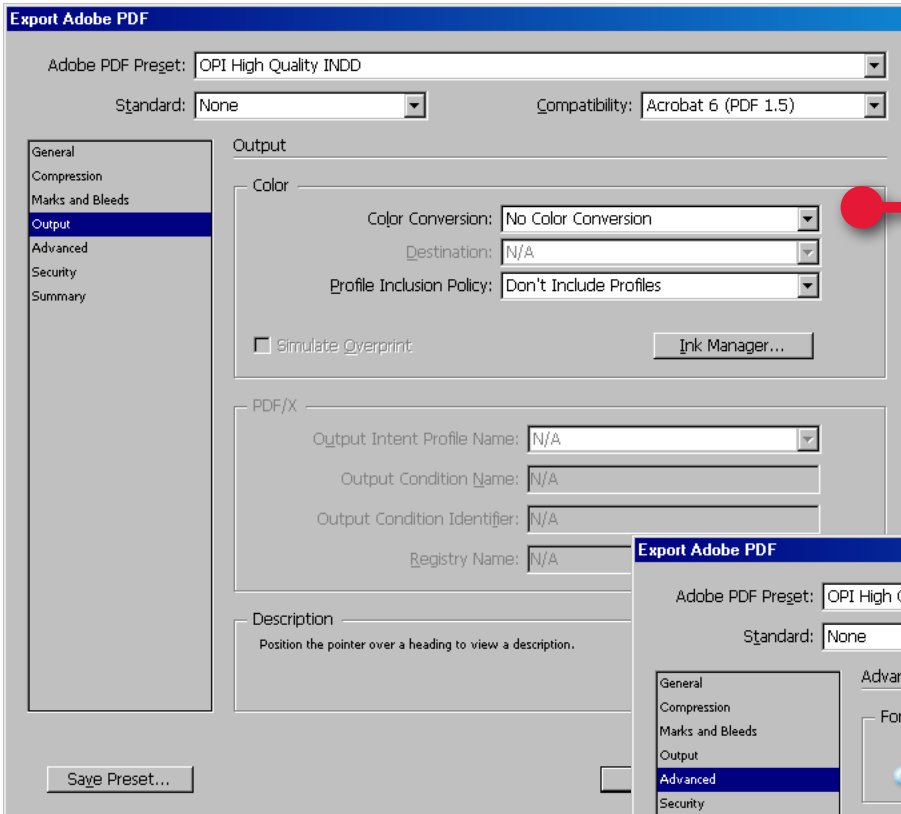 Export Adobe PDF
Adobe PDF Preset: OPI High Quality INDD
Standard: None Compatibility: Acrobat 6 (PDF 1.5)
General
Compression
Marks and Bleeds
Output
Advanced
Security
Summary
Output
Color
Color Conversion: No Color Conversion
Destination: N/A
Profile Inclusion Policy: Don't Include Profiles
Simulate Overprint Ink Manager...
PDF/X
Output Intent Profile Name: N/A
Output Condition Name: N/A
Output Condition Identifier: N/A
Registry Name: N/A
Description
Position the pointer over a heading to view a description.
Save Preset...
Export Adobe PDF
Adobe PDF Preset: OPI High
Standard: None
General
Compression
Marks and Bleeds
Output
Advanced
Security